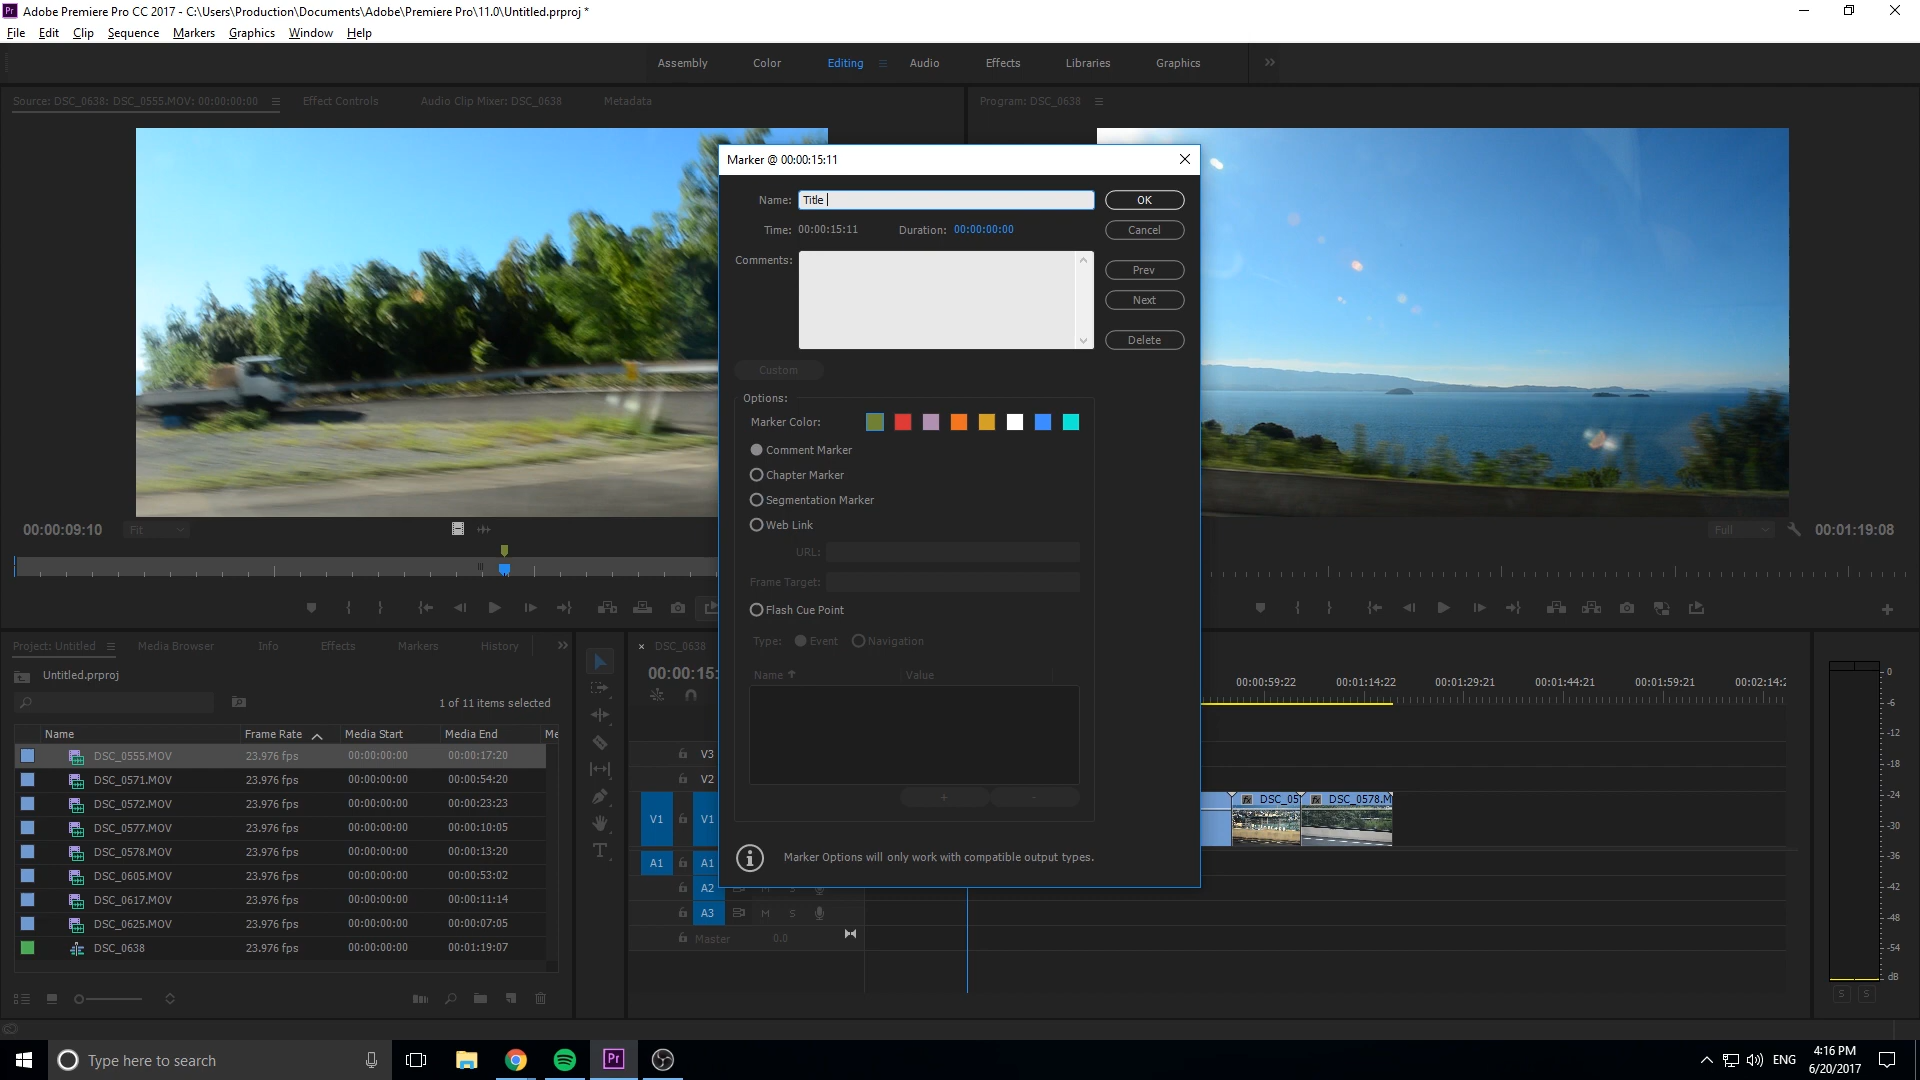 Adobe Premiere Pro CC 2017 - C:\Users\Production\Documents\Adobe\Premiere Pro\11.0\Untitled.prproj *
File Edit Clip Sequence Markers Graphics Window Help
Assembly Color Editing Audio Effects Libraries Graphics
Source: DSC_0638: DSC_0555.MOV: 00:00:00:00 Effect Controls Audio Clip Mixer: DSC_0638 Metadata
Program: DSC_0638
Marker @ 00:00:15:11
Name: Title
OK
Time: 00:00:15:11 Duration: 00:00:00:00
Cancel
Comments:
Prev
Next
Delete
Custom
Options:
Marker Color:
Comment Marker
Chapter Marker
Segmentation Marker
Web Link
URL:
Frame Target:
Flash Cue Point
Type: Event Navigation
Name Value
+ -
Marker Options will only work with compatible output types.
00:00:09:10 Fit
Full 00:01:19:08
Project: Untitled Media Browser Info Effects Markers History
Untitled.prproj
1 of 11 items selected
Name Frame Rate Media Start Media End Me
DSC_0555.MOV 23.976 fps 00:00:00:00 00:00:17:20
DSC_0571.MOV 23.976 fps 00:00:00:00 00:00:54:20
DSC_0572.MOV 23.976 fps 00:00:00:00 00:00:23:23
DSC_0577.MOV 23.976 fps 00:00:00:00 00:00:10:05
DSC_0578.MOV 23.976 fps 00:00:00:00 00:00:13:20
DSC_0605.MOV 23.976 fps 00:00:00:00 00:00:53:02
DSC_0617.MOV 23.976 fps 00:00:00:00 00:00:11:14
DSC_0625.MOV 23.976 fps 00:00:00:00 00:00:07:05
DSC_0638 23.976 fps 00:00:00:00 00:01:19:07
× DSC_0638
00:00:15:
00:00:59:22 00:01:14:22 00:01:29:21 00:01:44:21 00:01:59:21 00:02:14:2
V3
V2
V1 V1
fx DSC_05 fx DSC_0578.M
A1 A1
A2 M S
A3 M S
Master 0.0
0
-6
-12
-18
-24
-30
-36
-42
-48
-54
dB
S S
Type here to search
Pr
ENG
4:16 PM
6/20/2017